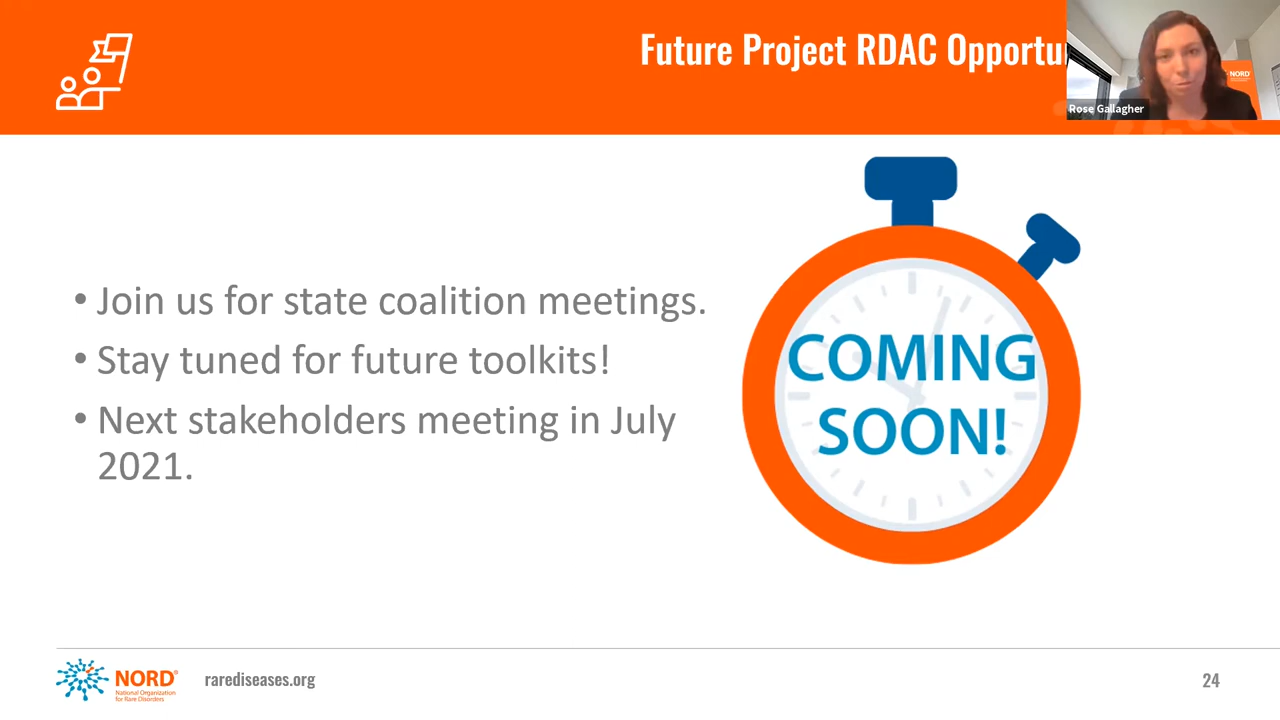 Future Project RDAC
NORD
Rose Gallagher
• Join us for state coalition meetings.
• Stay tuned for future toolkits!
• Next stakeholders meeting in July
2021.
COMING
SOON!
NORD®
National Organization
for Rare Disorders
rarediseases.org
24